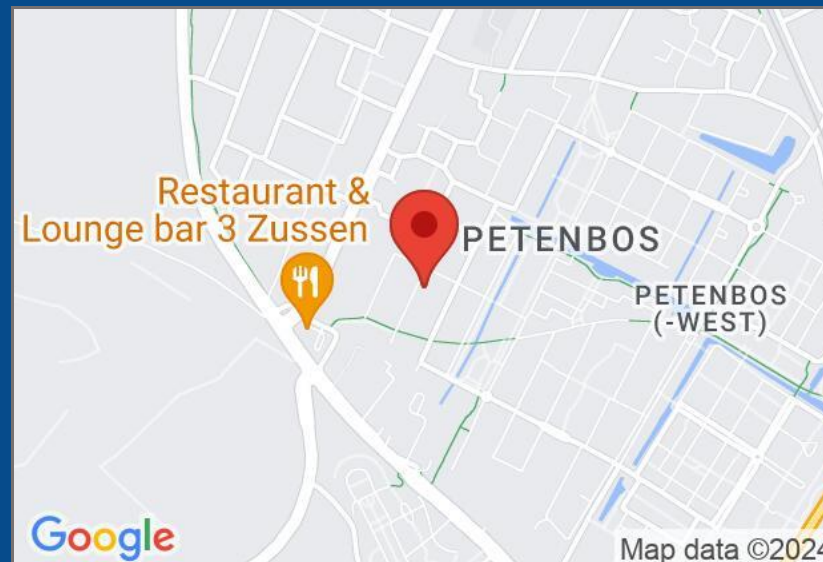 Restaurant &
Lounge bar 3 Zussen
PETENBOS
PETENBOS
(-WEST)
Google
Map data ©2024